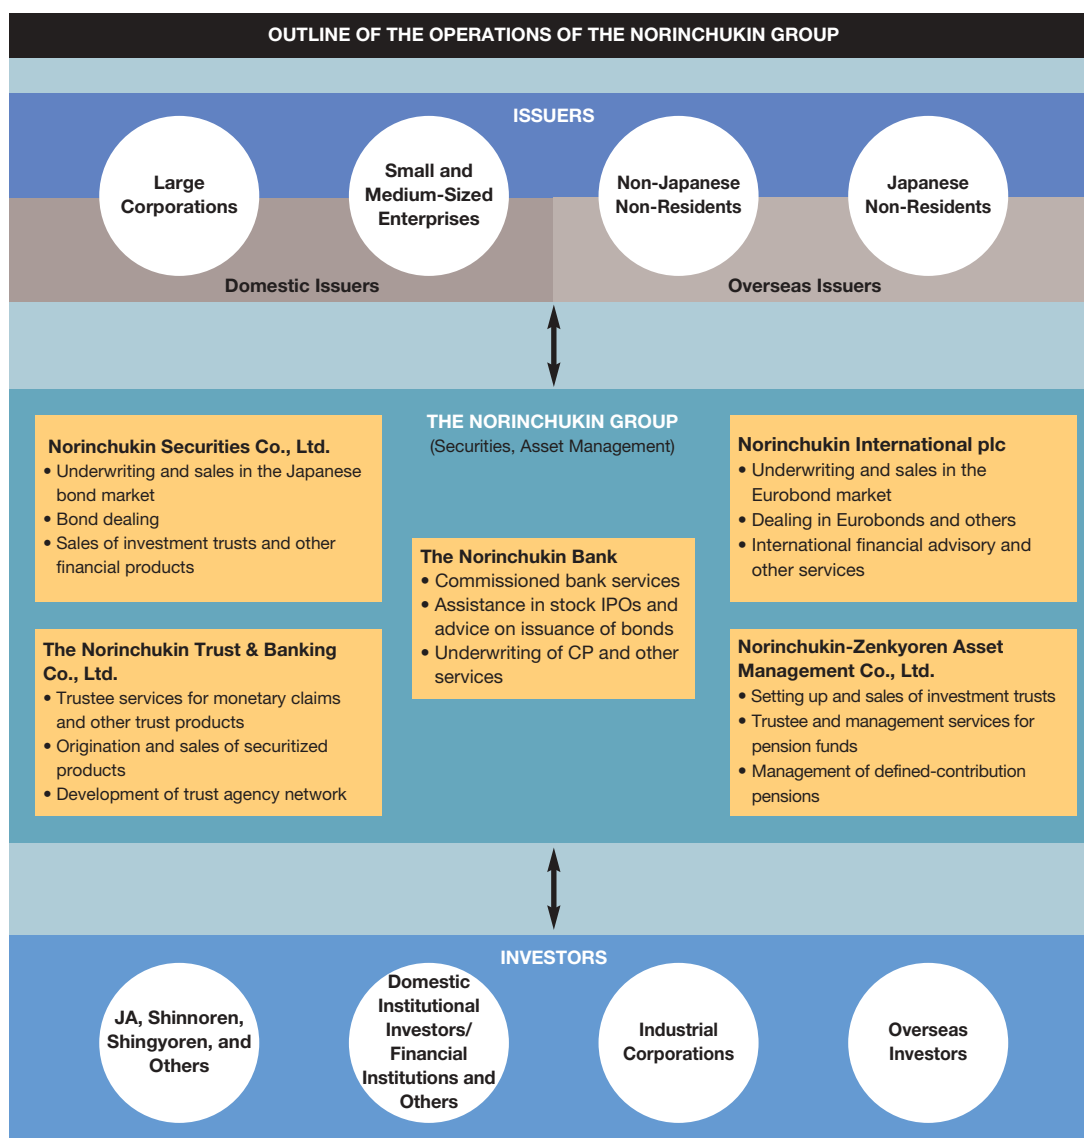 OUTLINE OF THE OPERATIONS OF THE NORINCHUKIN GROUP
ISSUERS
Large
Corporations
Small and
Medium-Sized
Enterprises
Non-Japanese
Non-Residents
Japanese
Non-Residents
Domestic Issuers
Overseas Issuers
THE NORINCHUKIN GROUP
(Securities, Asset Management)
Norinchukin Securities Co., Ltd.
• Underwriting and sales in the Japanese
bond market
• Bond dealing
• Sales of investment trusts and other
financial products
The Norinchukin Trust & Banking
Co., Ltd.
• Trustee services for monetary claims
and other trust products
• Origination and sales of securitized
products
• Development of trust agency network
The Norinchukin Bank
• Commissioned bank services
• Assistance in stock IPOs and
advice on issuance of bonds
• Underwriting of CP and other
services
Norinchukin International plc
• Underwriting and sales in the
Eurobond market
• Dealing in Eurobonds and others
• International financial advisory and
other services
Norinchukin-Zenkyoren Asset
Management Co., Ltd.
• Setting up and sales of investment trusts
• Trustee and management services for
pension funds
• Management of defined-contribution
pensions
INVESTORS
JA, Shinnoren,
Shingyoren, and
Others
Domestic
Institutional
Investors/
Financial
Institutions and
Others
Industrial
Corporations
Overseas
Investors